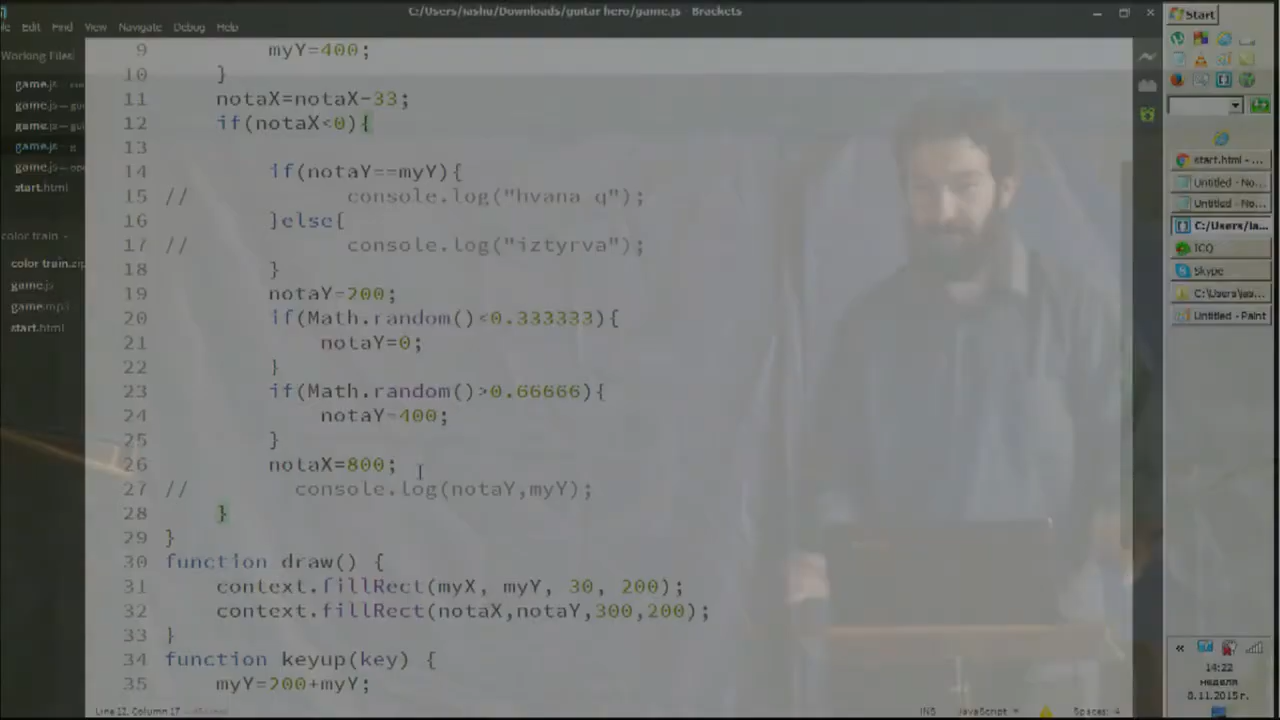 C:/Users/iashu/Downloads/guitar hero/game.js - Brackets
Edit Find View Navigate Debug Help
Working Files
game.js
game.js
game.js
game.js
game.js
start.html
color train
color train.zip
game.js
game.mp3
start.html
9 myY=400;
10 }
11 notaX=notaX-33;
12 if(notaX<0){
13
14 if(notaY==myY){
15 // console.log("hvana q");
16 }else{
17 // console.log("iztyrva");
18 }
19 notaY=200;
20 if(Math.random()<0.333333){
21 notaY=0;
22 }
23 if(Math.random()>0.66666){
24 notaY=400;
25 }
26 notaX=800;
27 // console.log(notaY,myY);
28 }
29 }
30 function draw() {
31 context.fillRect(myX, myY, 30, 200);
32 context.fillRect(notaX,notaY,300,200);
33 }
34 function keyup(key) {
35 myY=200+myY;
Line 12, Column 17
INS JavaScript Spaces: 4
Start
start.html - ...
Untitled - No...
Untitled - No...
C:/Users/ia...
ICQ
Skype
C:\Users\ias...
Untitled - Paint
«
14:22
неделя
8.11.2015 г.